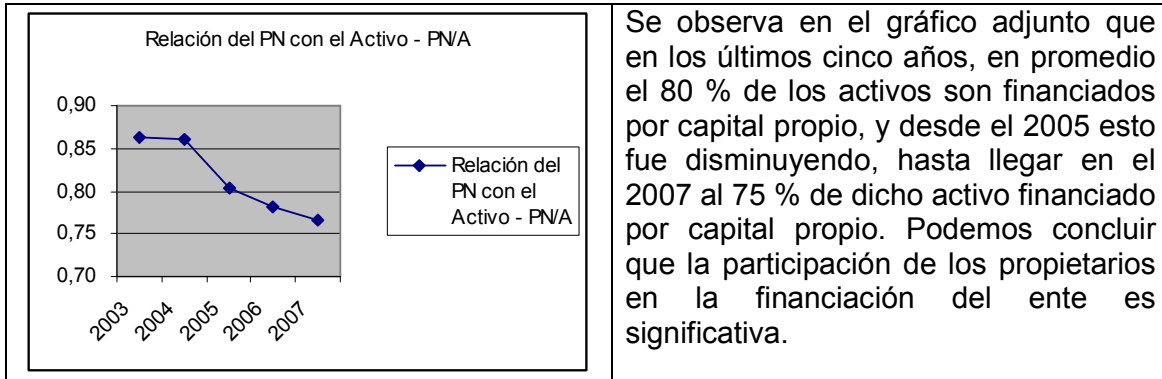 Relación del PN con el Activo - PN/A
0,90
0,85
0,80
0,75
0,70
2003
2004
2005
2006
2007
Relación del
PN con el
Activo - PN/A
Se observa en el gráfico adjunto que
en los últimos cinco años, en promedio
el 80 % de los activos son financiados
por capital propio, y desde el 2005 esto
fue disminuyendo, hasta llegar en el
2007 al 75 % de dicho activo financiado
por capital propio. Podemos concluir
que la participación de los propietarios
en la financiación del ente es
significativa.